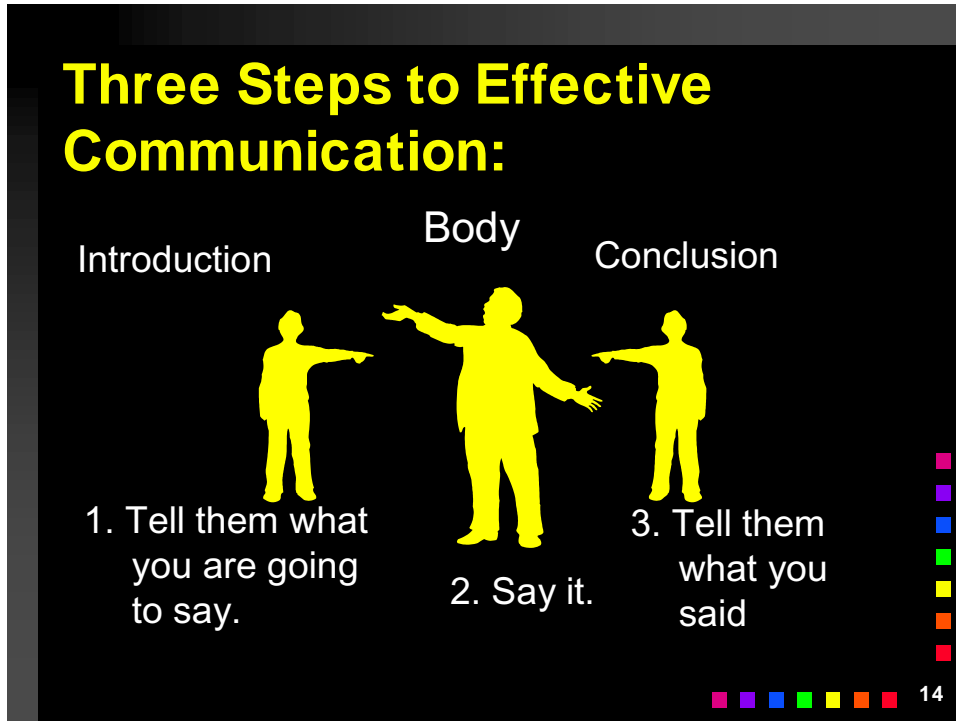 Three Steps to Effective
Communication:
Introduction
Body
Conclusion
1. Tell them what
you are going
to say.
2. Say it.
3. Tell them
what you
said
14